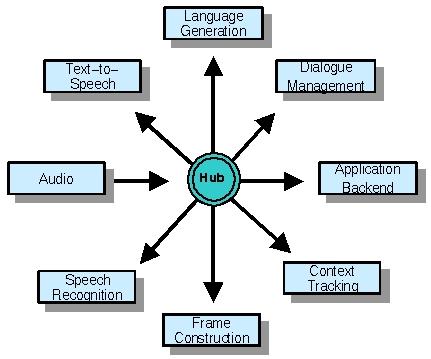 Language
Generation
Text-to-
Speech
Dialogue
Management
Audio
Hub
Application
Backend
Speech
Recognition
Context
Tracking
Frame
Construction